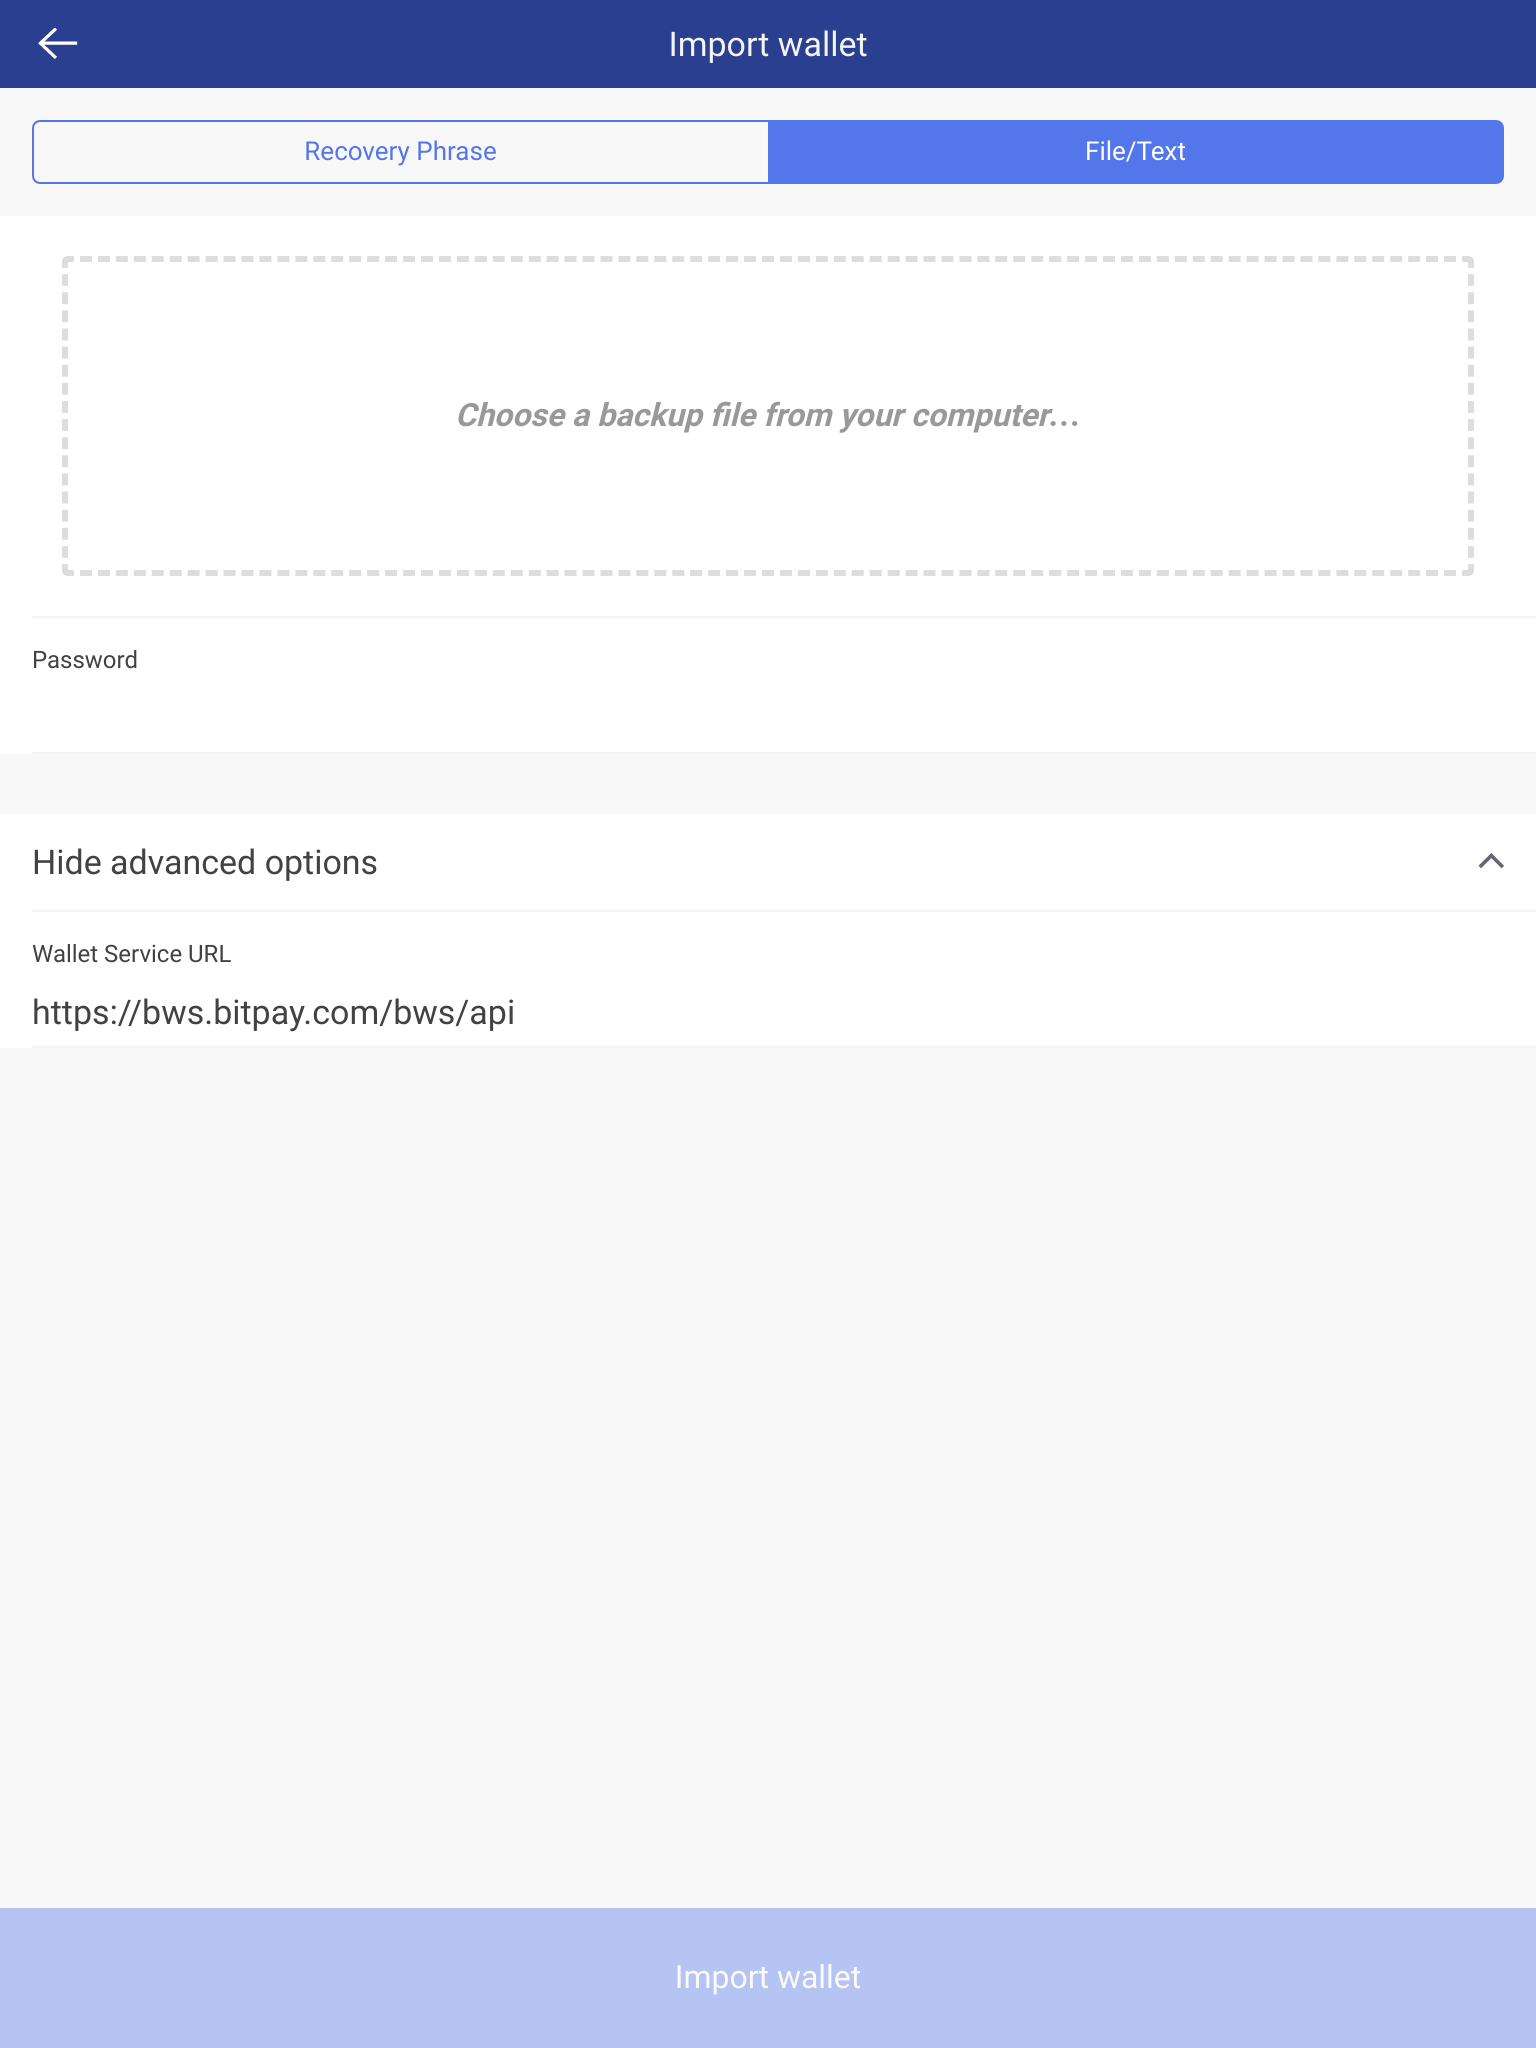 Import wallet
Recovery Phrase
File/Text
Choose a backup file from your computer...
Password
Hide advanced options
Wallet Service URL
https://bws.bitpay.com/bws/api
Import wallet